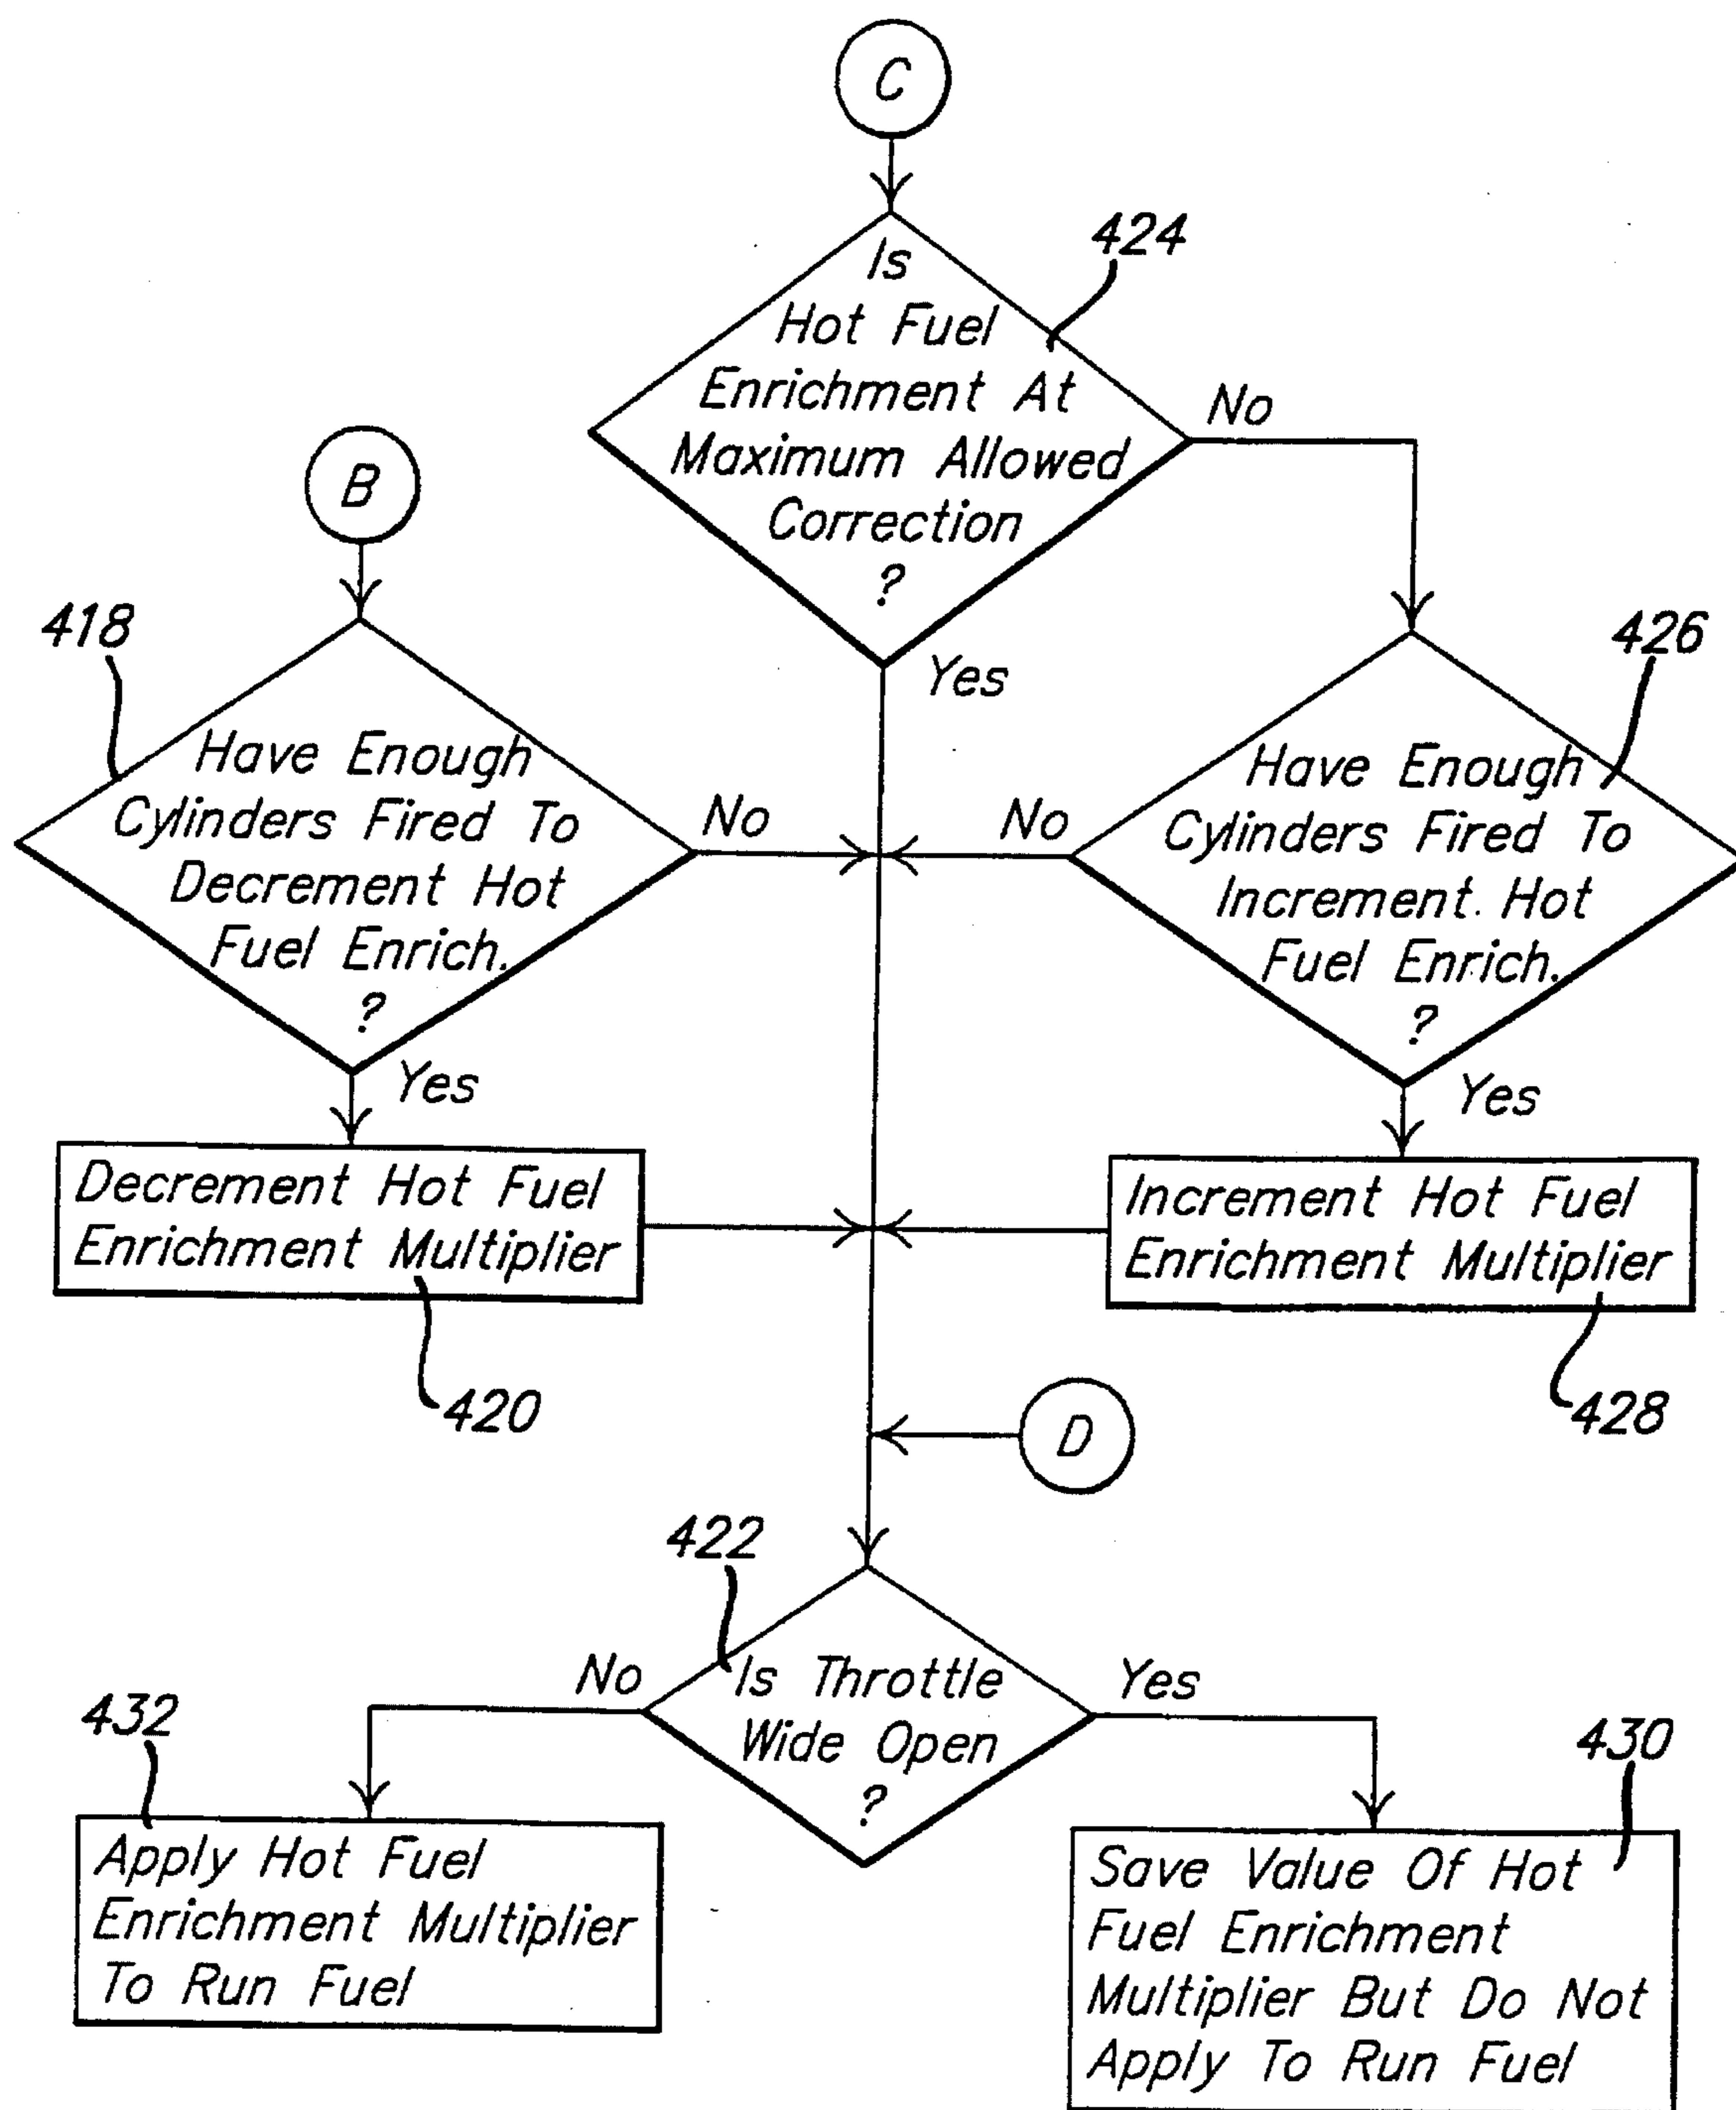 C
424
Is
Hot Fuel
Enrichment At
Maximum Allowed
Correction
?
No
Yes
B
418
Have Enough
Cylinders Fired To
Decrement Hot
Fuel Enrich.
?
No
Yes
426
Have Enough
Cylinders Fired To
Increment. Hot
Fuel Enrich.
?
No
Yes
Decrement Hot Fuel
Enrichment Multiplier
420
Increment Hot Fuel
Enrichment Multiplier
428
D
422
Is Throttle
Wide Open
?
No
Yes
432
Apply Hot Fuel
Enrichment Multiplier
To Run Fuel
430
Save Value Of Hot
Fuel Enrichment
Multiplier But Do Not
Apply To Run Fuel